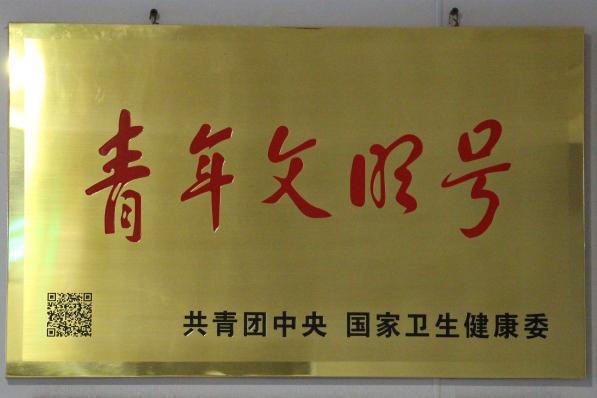 青年文明号
共青团中央 国家卫生健康委